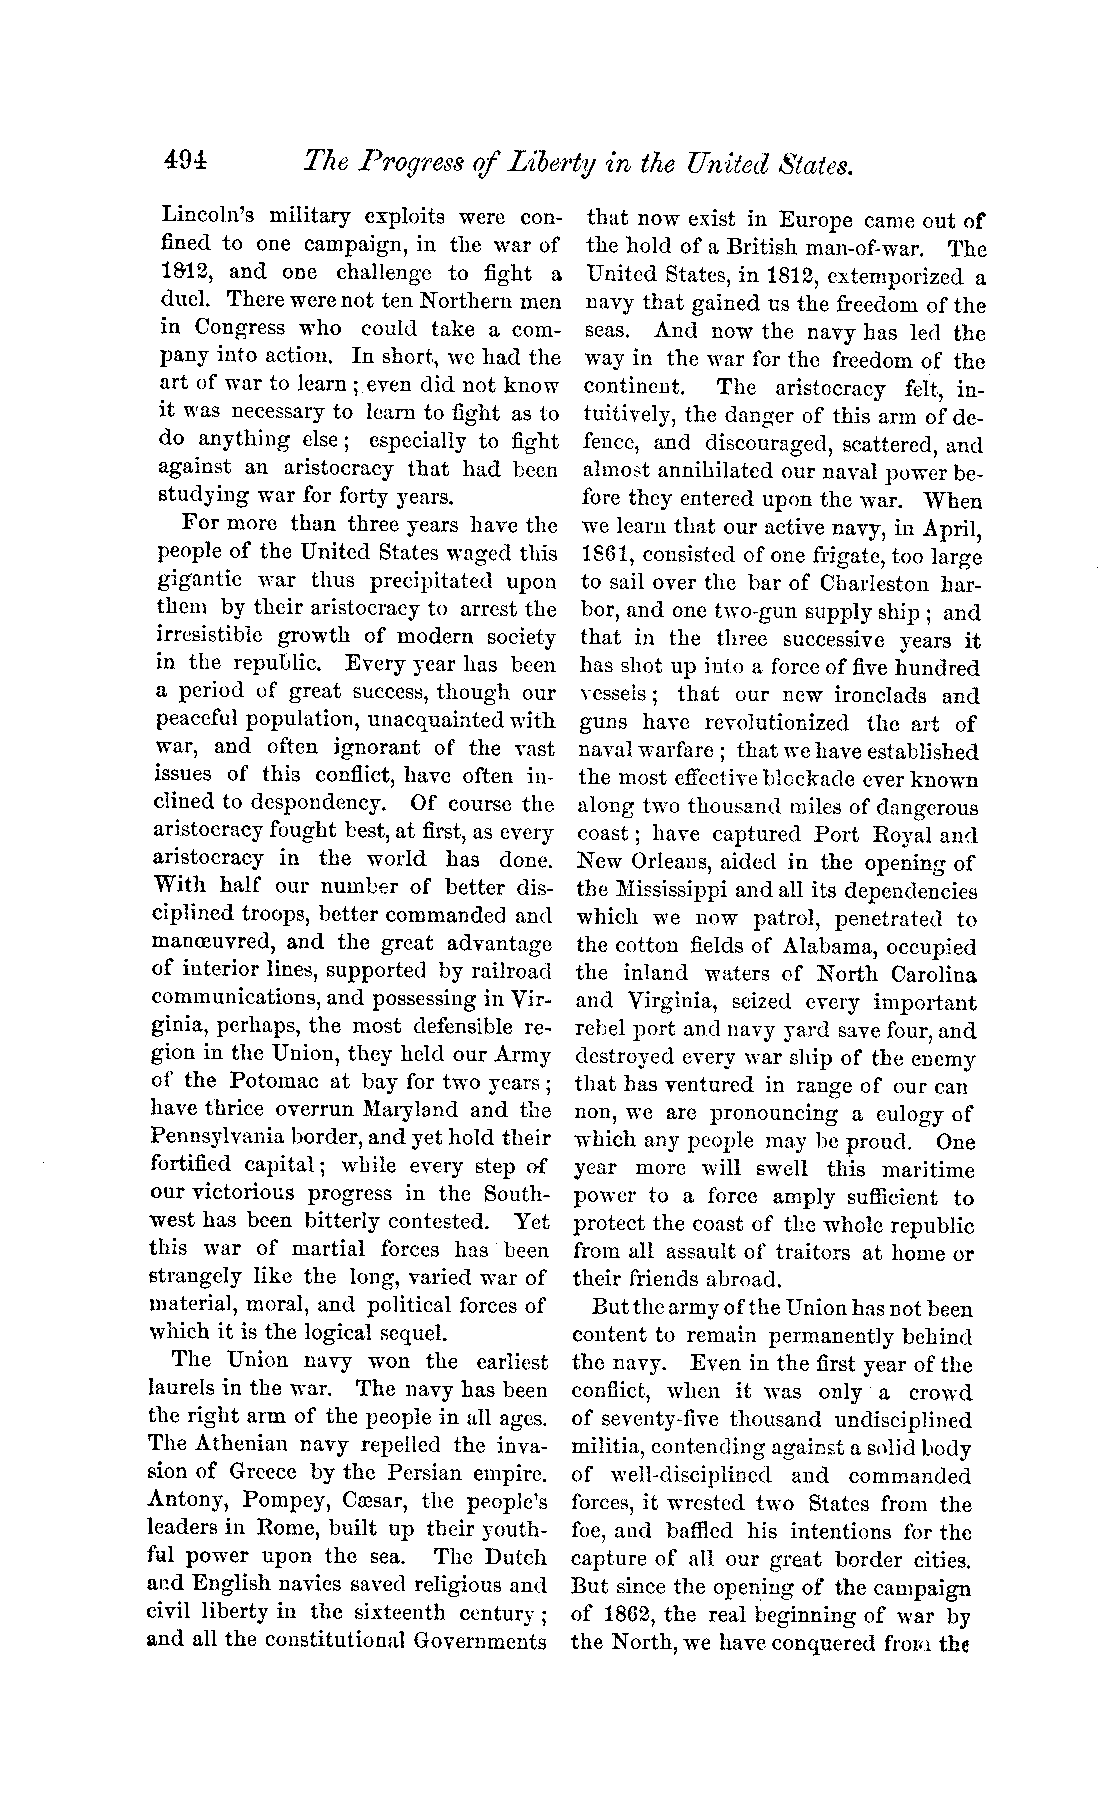 494 The Progress of Liberty in the United States.
Lincoln's military exploits were con-
fined to one campaign, in the war of
1812, and one challenge to fight a
duel. There were not ten Northern men
in Congress who could take a com-
pany into action. In short, we had the
art of war to learn; even did not know
it was necessary to learn to fight as to
do anything else; especially to fight
against an aristocracy that had been
studying war for forty years.
For more than three years have the
people of the United States waged this
gigantic war thus precipitated upon
them by their aristocracy to arrest the
irresistible growth of modern society
in the republic. Every year has been
a period of great success, though our
peaceful population, unacquainted with
war, and often ignorant of the vast
issues of this conflict, have often in-
clined to despondency. Of course the
aristocracy fought best, at first, as every
aristocracy in the world has done.
With half our number of better dis-
ciplined troops, better commanded and
manœuvred, and the great advantage
of interior lines, supported by railroad
communications, and possessing in Vir-
ginia, perhaps, the most defensible re-
gion in the Union, they held our Army
of the Potomac at bay for two years;
have thrice overrun Maryland and the
Pennsylvania border, and yet hold their
fortified capital; while every step of
our victorious progress in the South-
west has been bitterly contested. Yet
this war of martial forces has been
strangely like the long, varied war of
material, moral, and political forces of
which it is the logical sequel.
The Union navy won the earliest
laurels in the war. The navy has been
the right arm of the people in all ages.
The Athenian navy repelled the inva-
sion of Greece by the Persian empire.
Antony, Pompey, Cæsar, the people's
leaders in Rome, built up their youth-
ful power upon the sea. The Dutch
and English navies saved religious and
civil liberty in the sixteenth century;
and all the constitutional Governments
that now exist in Europe came out of
the hold of a British man-of-war. The
United States, in 1812, extemporized a
navy that gained us the freedom of the
seas. And now the navy has led the
way in the war for the freedom of the
continent. The aristocracy felt, in-
tuitively, the danger of this arm of de-
fence, and discouraged, scattered, and
almost annihilated our naval power be-
fore they entered upon the war. When
we learn that our active navy, in April,
1861, consisted of one frigate, too large
to sail over the bar of Charleston har-
bor, and one two-gun supply ship; and
that in the three successive years it
has shot up into a force of five hundred
vessels; that our new ironclads and
guns have revolutionized the art of
naval warfare; that we have established
the most effective blockade ever known
along two thousand miles of dangerous
coast; have captured Port Royal and
New Orleans, aided in the opening of
the Mississippi and all its dependencies
which we now patrol, penetrated to
the cotton fields of Alabama, occupied
the inland waters of North Carolina
and Virginia, seized every important
rebel port and navy yard save four, and
destroyed every war ship of the enemy
that has ventured in range of our can
non, we are pronouncing a eulogy of
which any people may be proud. One
year more will swell this maritime
power to a force amply sufficient to
protect the coast of the whole republic
from all assault of traitors at home or
their friends abroad.
But the army of the Union has not been
content to remain permanently behind
the navy. Even in the first year of the
conflict, when it was only a crowd
of seventy-five thousand undisciplined
militia, contending against a solid body
of well-disciplined and commanded
forces, it wrested two States from the
foe, and baffled his intentions for the
capture of all our great border cities.
But since the opening of the campaign
of 1862, the real beginning of war by
the North, we have conquered from the